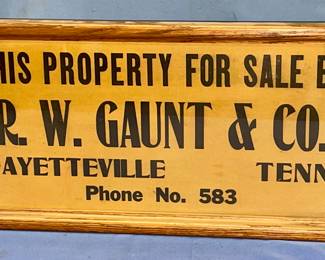 HIS PROPERTY FOR SALE B
R. W. GAUNT & CO.
AYETTEVILLE TENN
Phone No. 583